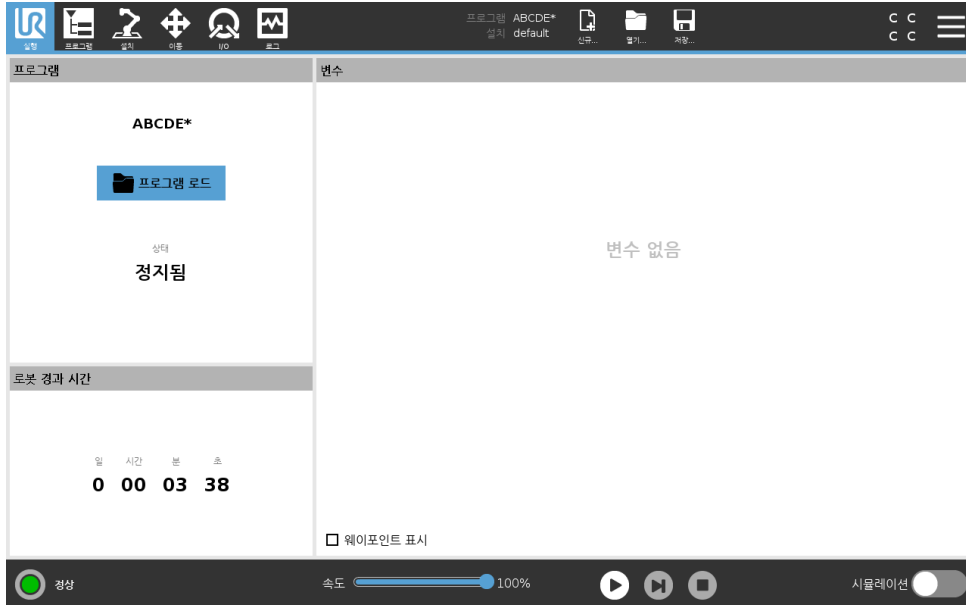 프로그램 ABCDE*
설치 default
C C
C C
실행 프로그램 설치 이동 I/O 로그 신규... 열기... 저장...
프로그램
변수
ABCDE*
프로그램 로드
상태
정지됨
변수 없음
로봇 경과 시간
일 시간 분 초
0 00 03 38
웨이포인트 표시
정상
속도 100%
시뮬레이션